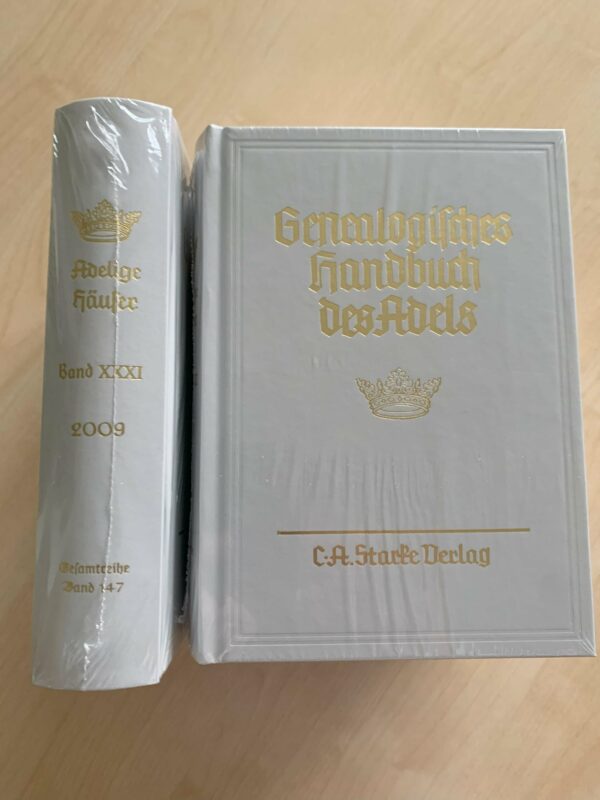 Adelige
Häuser
Band XXXI
2009
Gesamtreihe
Band 147
Genealogisches
Handbuch
des Adels
C.A. Starke Verlag